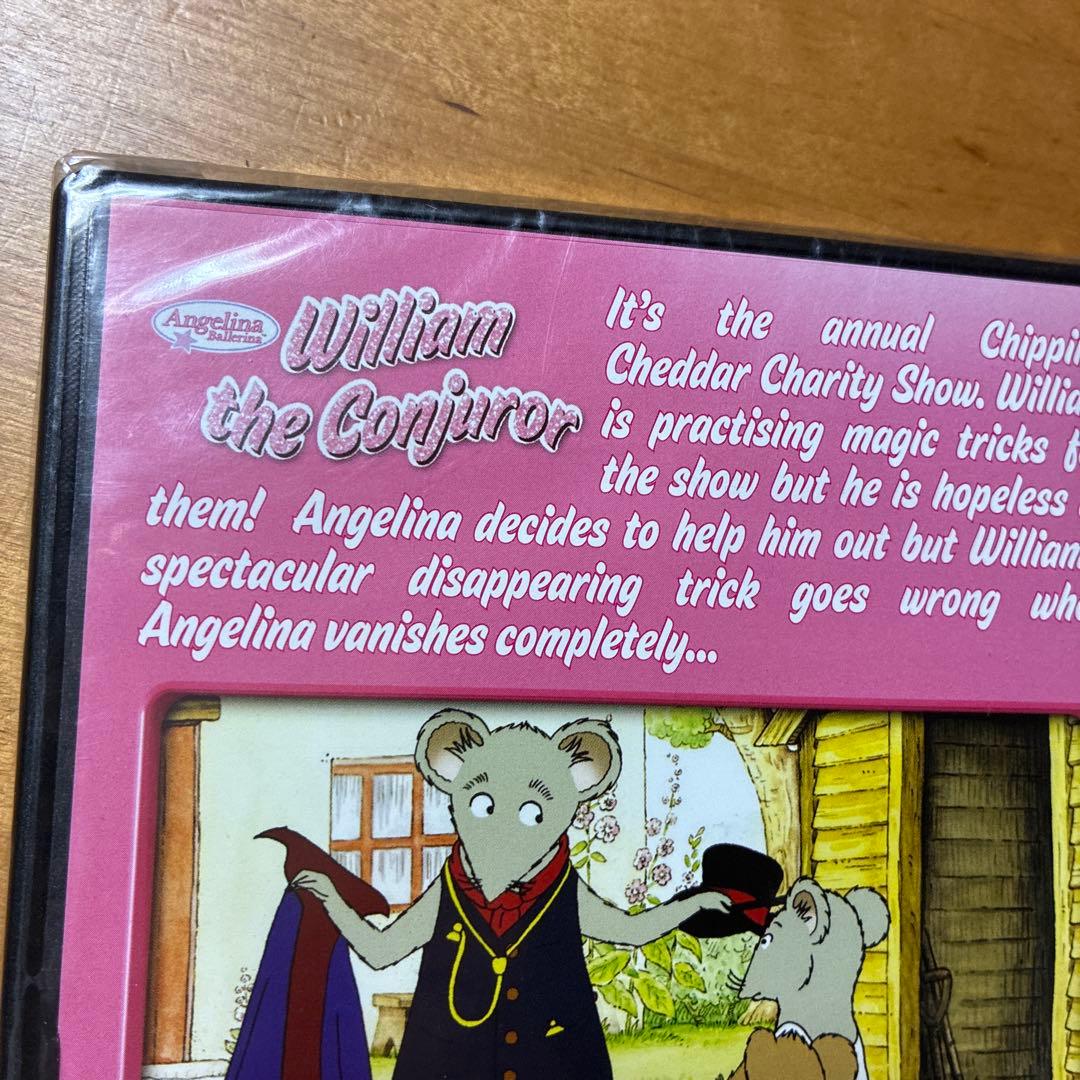 Angelina
Ballerina™
William
the Conjuror
It's the annual
Cheddar Charity Show.
is practising magic tricks
the show but he is hopeless
them! Angelina decides to help him out but
spectacular disappearing trick goes wrong
Angelina vanishes completely...